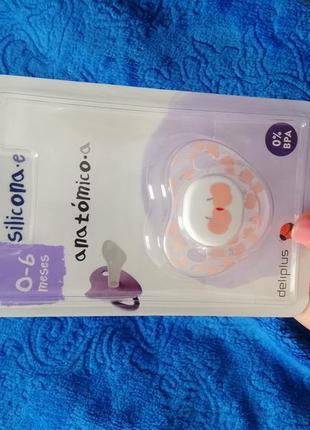 silicona·e
0-6
meses
anatómico·a
0%
BPA
deliplus